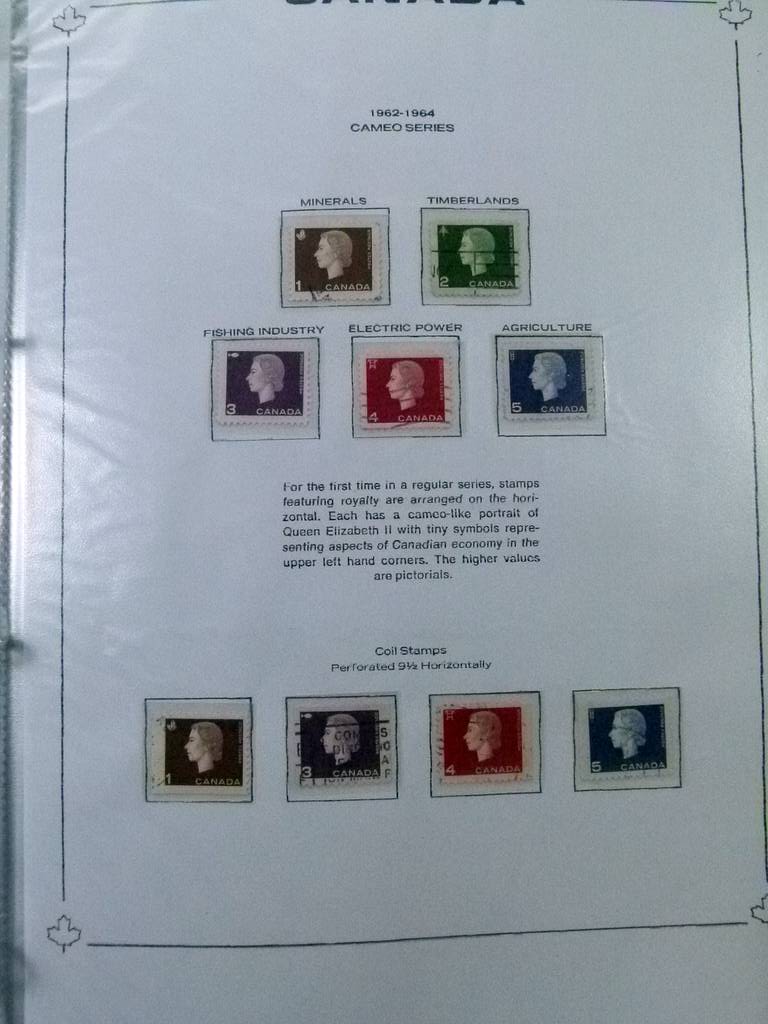 CANADA
1962-1964
CAMEO SERIES
MINERALS
TIMBERLANDS
1 CANADA
2 CANADA
FISHING INDUSTRY
ELECTRIC POWER
AGRICULTURE
3 CANADA
4 CANADA
5 CANADA
For the first time in a regular series, stamps
featuring royalty are arranged on the hori-
zontal. Each has a cameo-like portrait of
Queen Elizabeth II with tiny symbols repre-
senting aspects of Canadian economy in the
upper left hand corners. The higher values
are pictorials.
Coil Stamps
Perforated 9½ Horizontally
1 CANADA
3 CANADA
4 CANADA
5 CANADA